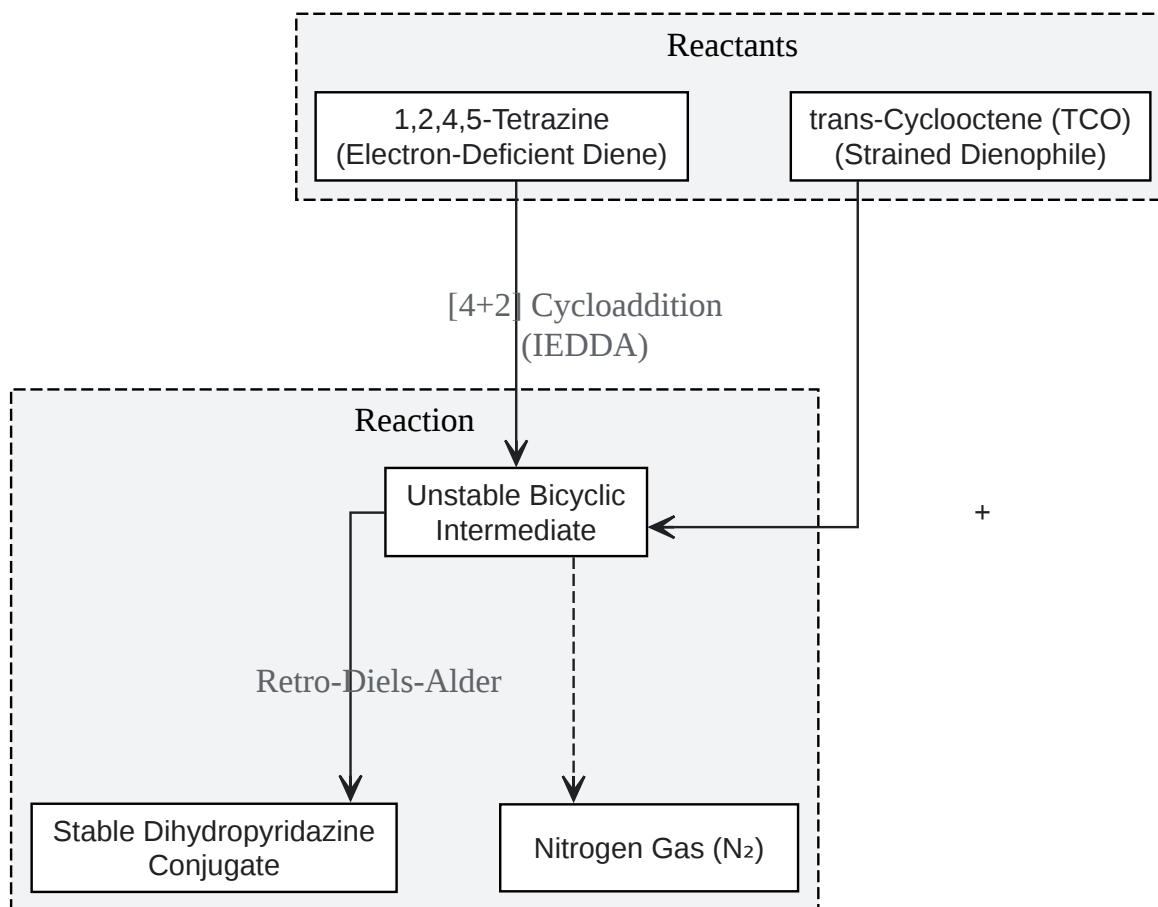 Reactants
1,2,4,5-Tetrazine
(Electron-Deficient Diene)
trans-Cyclooctene (TCO)
(Strained Dienophile)
[4+2] Cycloaddition
(IEDDA)
Reaction
Unstable Bicyclic
Intermediate
+
Retro-Diels-Alder
Stable Dihydropyridazine
Conjugate
Nitrogen Gas (N₂)